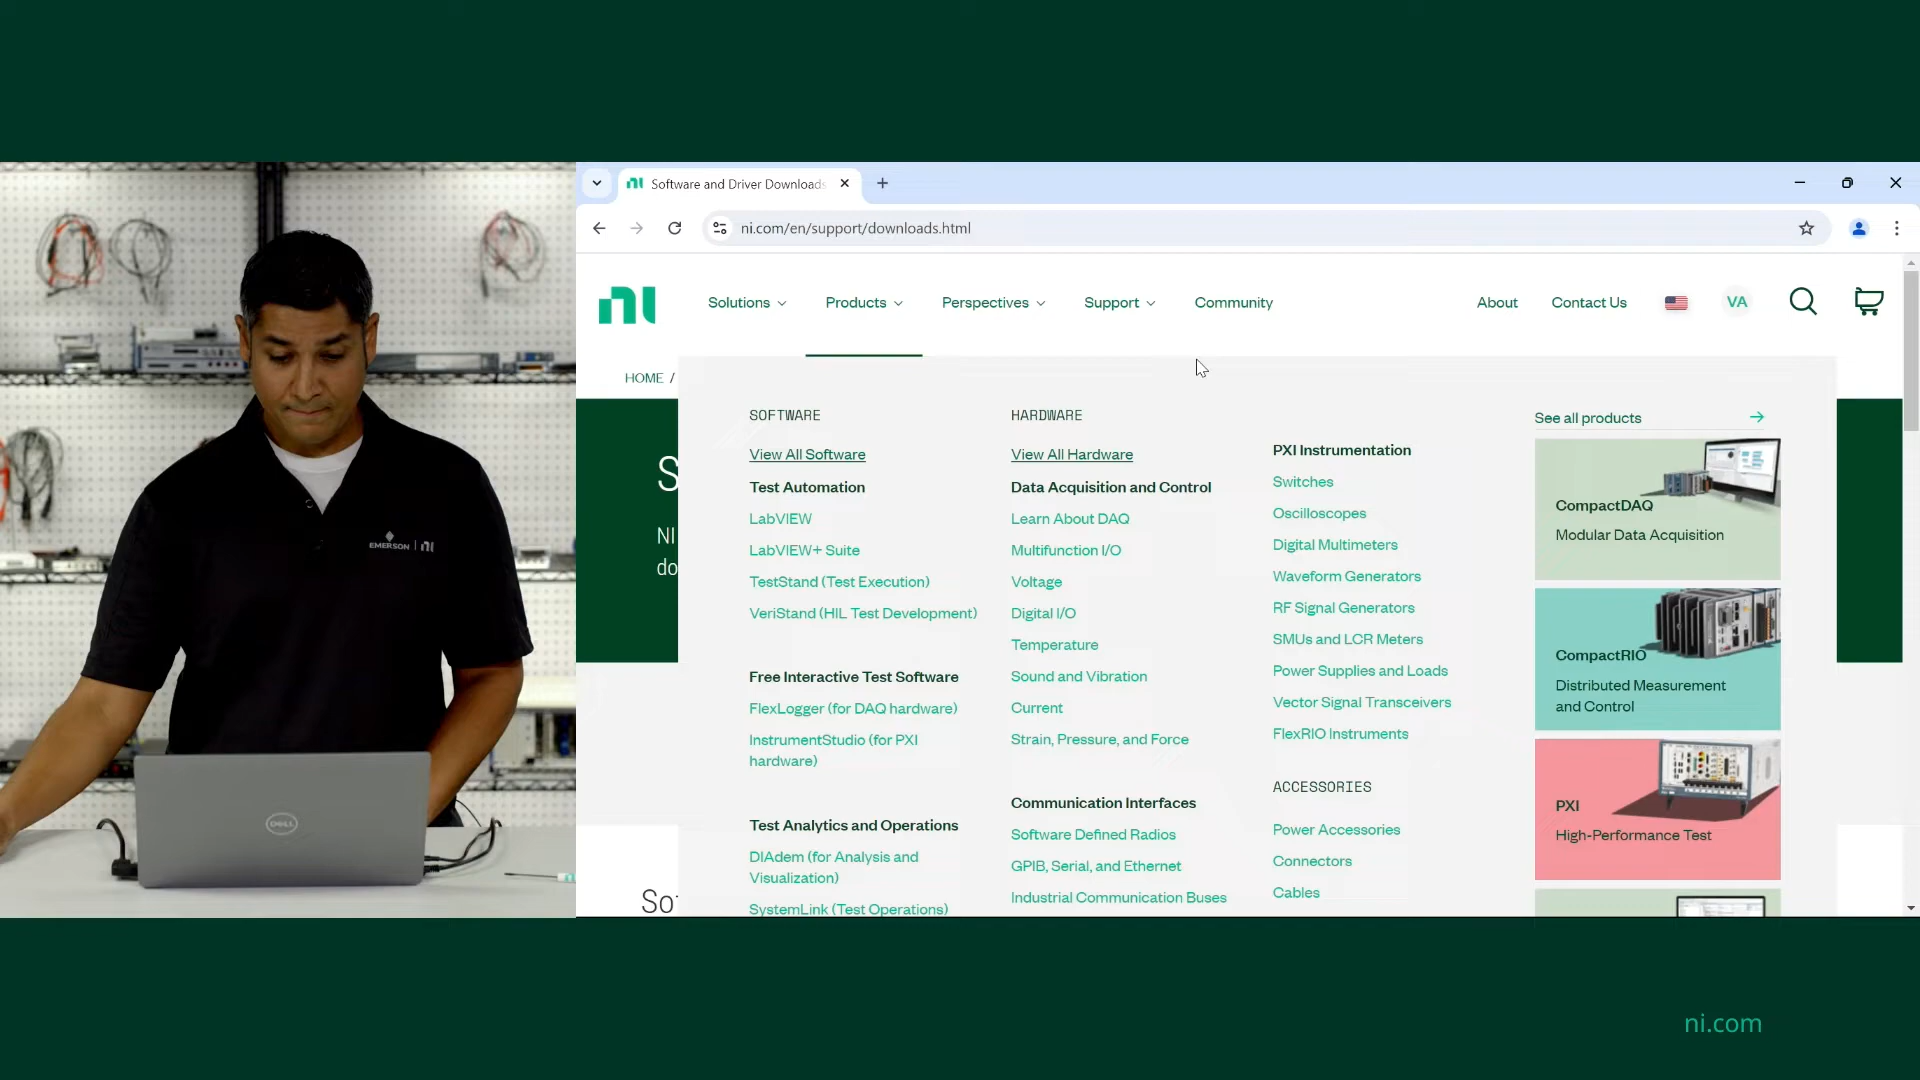 Software and Driver Downloads
ni.com/en/support/downloads.html
Solutions
Products
Perspectives
Support
Community
About
Contact Us
VA
HOME /
S
NI
do
SOFTWARE
View All Software
Test Automation
LabVIEW
LabVIEW+ Suite
TestStand (Test Execution)
VeriStand (HIL Test Development)
Free Interactive Test Software
FlexLogger (for DAQ hardware)
InstrumentStudio (for PXI
hardware)
Test Analytics and Operations
DIAdem (for Analysis and
Visualization)
SystemLink (Test Operations)
HARDWARE
View All Hardware
Data Acquisition and Control
Learn About DAQ
Multifunction I/O
Voltage
Digital I/O
Temperature
Sound and Vibration
Current
Strain, Pressure, and Force
Communication Interfaces
Software Defined Radios
GPIB, Serial, and Ethernet
Industrial Communication Buses
PXI Instrumentation
Switches
Oscilloscopes
Digital Multimeters
Waveform Generators
RF Signal Generators
SMUs and LCR Meters
Power Supplies and Loads
Vector Signal Transceivers
FlexRIO Instruments
ACCESSORIES
Power Accessories
Connectors
Cables
See all products
CompactDAQ
Modular Data Acquisition
CompactRIO
Distributed Measurement
and Control
PXI
High-Performance Test
So
EMERSON | ni
DELL
ni.com